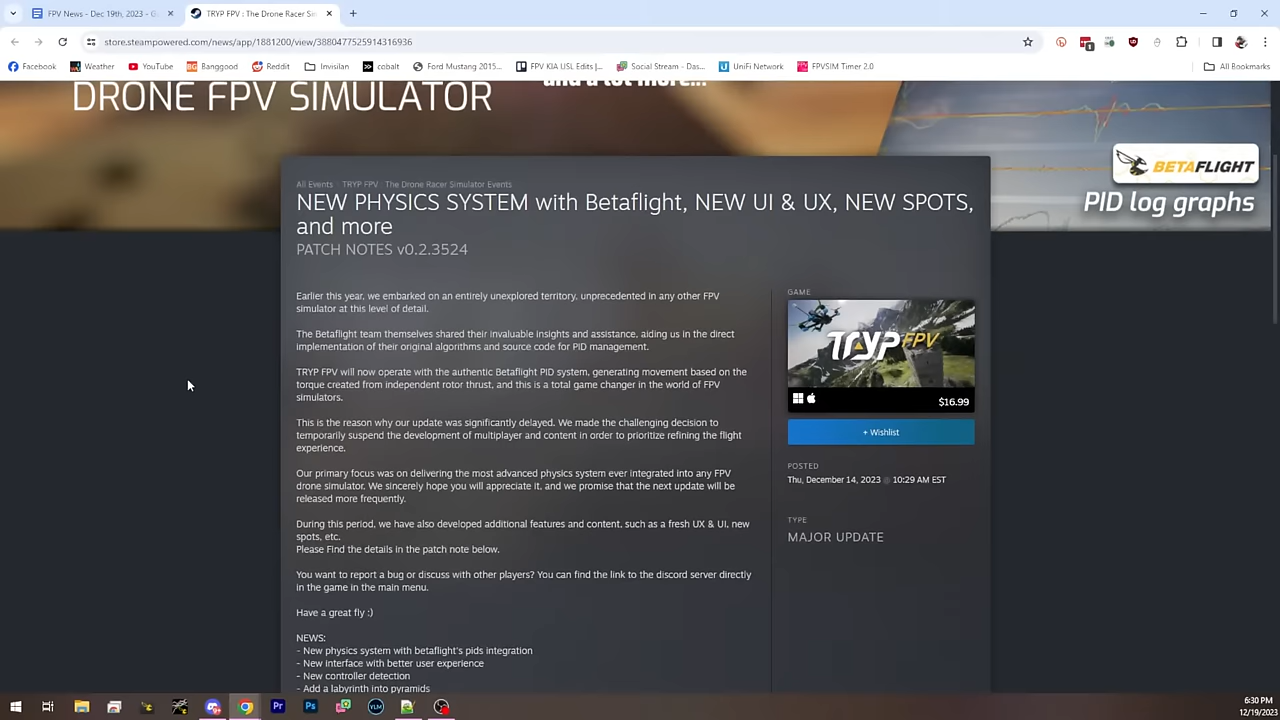 FPV News - Dec 19th, 2023 - G
TRYP FPV : The Drone Racer Sim
store.steampowered.com/news/app/1881200/view/3880477525914316936
1
Facebook
Weather
YouTube
Banggood
Reddit
Invisilan
cobalt
Ford Mustang 2015...
FPV KIA USL Edits |...
Social Stream - Das...
UniFi Network
FPVSIM Timer 2.0
All Bookmarks
and a lot more...
DRONE FPV SIMULATOR
BETAFLIGHT
PID log graphs
All Events
TRYP FPV : The Drone Racer Simulator Events
NEW PHYSICS SYSTEM with Betaflight, NEW UI & UX, NEW SPOTS,
and more
PATCH NOTES v0.2.3524
Earlier this year, we embarked on an entirely unexplored territory, unprecedented in any other FPV
simulator at this level of detail.
The Betaflight team themselves shared their invaluable insights and assistance, aiding us in the direct
implementation of their original algorithms and source code for PID management.
TRYP FPV will now operate with the authentic Betaflight PID system, generating movement based on the
torque created from independent rotor thrust, and this is a total game changer in the world of FPV
simulators.
This is the reason why our update was significantly delayed. We made the challenging decision to
temporarily suspend the development of multiplayer and content in order to prioritize refining the flight
experience.
Our primary focus was on delivering the most advanced physics system ever integrated into any FPV
drone simulator. We sincerely hope you will appreciate it, and we promise that the next update will be
released more frequently.
During this period, we have also developed additional features and content, such as a fresh UX & UI, new
spots, etc.
Please Find the details in the patch note below.
You want to report a bug or discuss with other players? You can find the link to the discord server directly
in the game in the main menu.
Have a great fly :)
NEWS:
- New physics system with betaflight's pids integration
- New interface with better user experience
- New controller detection
- Add a labyrinth into pyramids
GAME
TRYP FPV
$16.99
+ Wishlist
POSTED
Thu, December 14, 2023 @ 10:29 AM EST
TYPE
MAJOR UPDATE
Pr
Ps
YLM
6:30 PM
12/19/2023